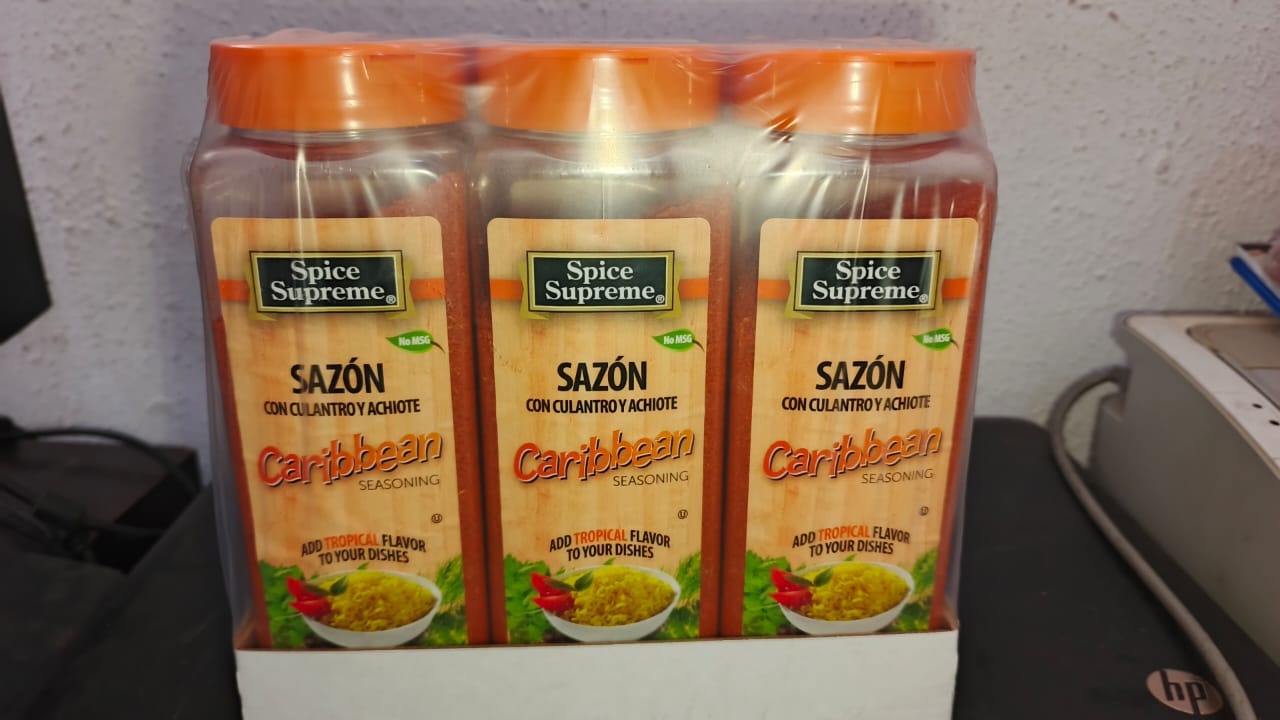 Spice
Supreme®
No MSG
SAZÓN
CON CULANTRO Y ACHIOTE
Caribbean
SEASONING
U
ADD TROPICAL FLAVOR
TO YOUR DISHES
Spice
Supreme®
No MSG
SAZÓN
CON CULANTRO Y ACHIOTE
Caribbean
SEASONING
U
ADD TROPICAL FLAVOR
TO YOUR DISHES
Spice
Supreme®
No MSG
SAZÓN
CON CULANTRO Y ACHIOTE
Caribbean
SEASONING
U
ADD TROPICAL FLAVOR
TO YOUR DISHES
hp